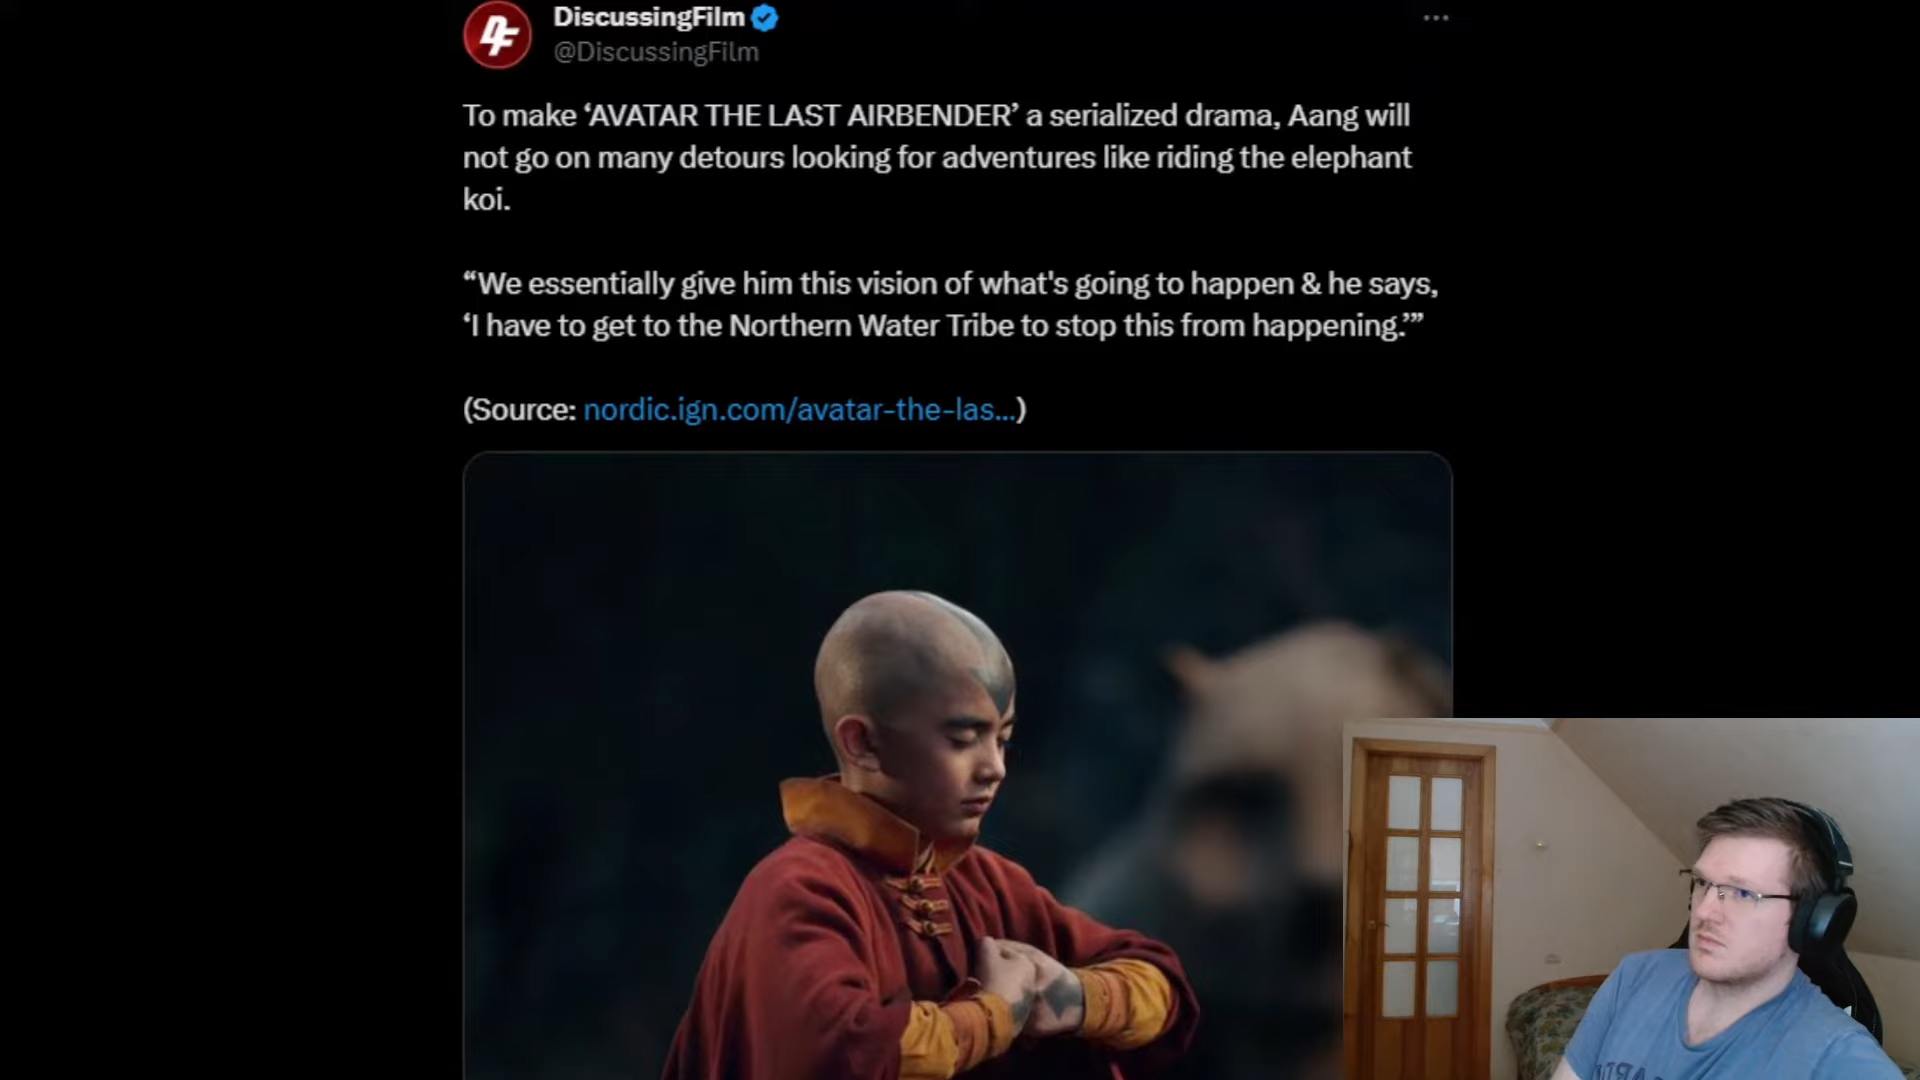 DiscussingFilm
@DiscussingFilm
To make ‘AVATAR THE LAST AIRBENDER’ a serialized drama, Aang will
not go on many detours looking for adventures like riding the elephant
koi.
“We essentially give him this vision of what's going to happen & he says,
‘I have to get to the Northern Water Tribe to stop this from happening.’”
(Source: nordic.ign.com/avatar-the-las...)